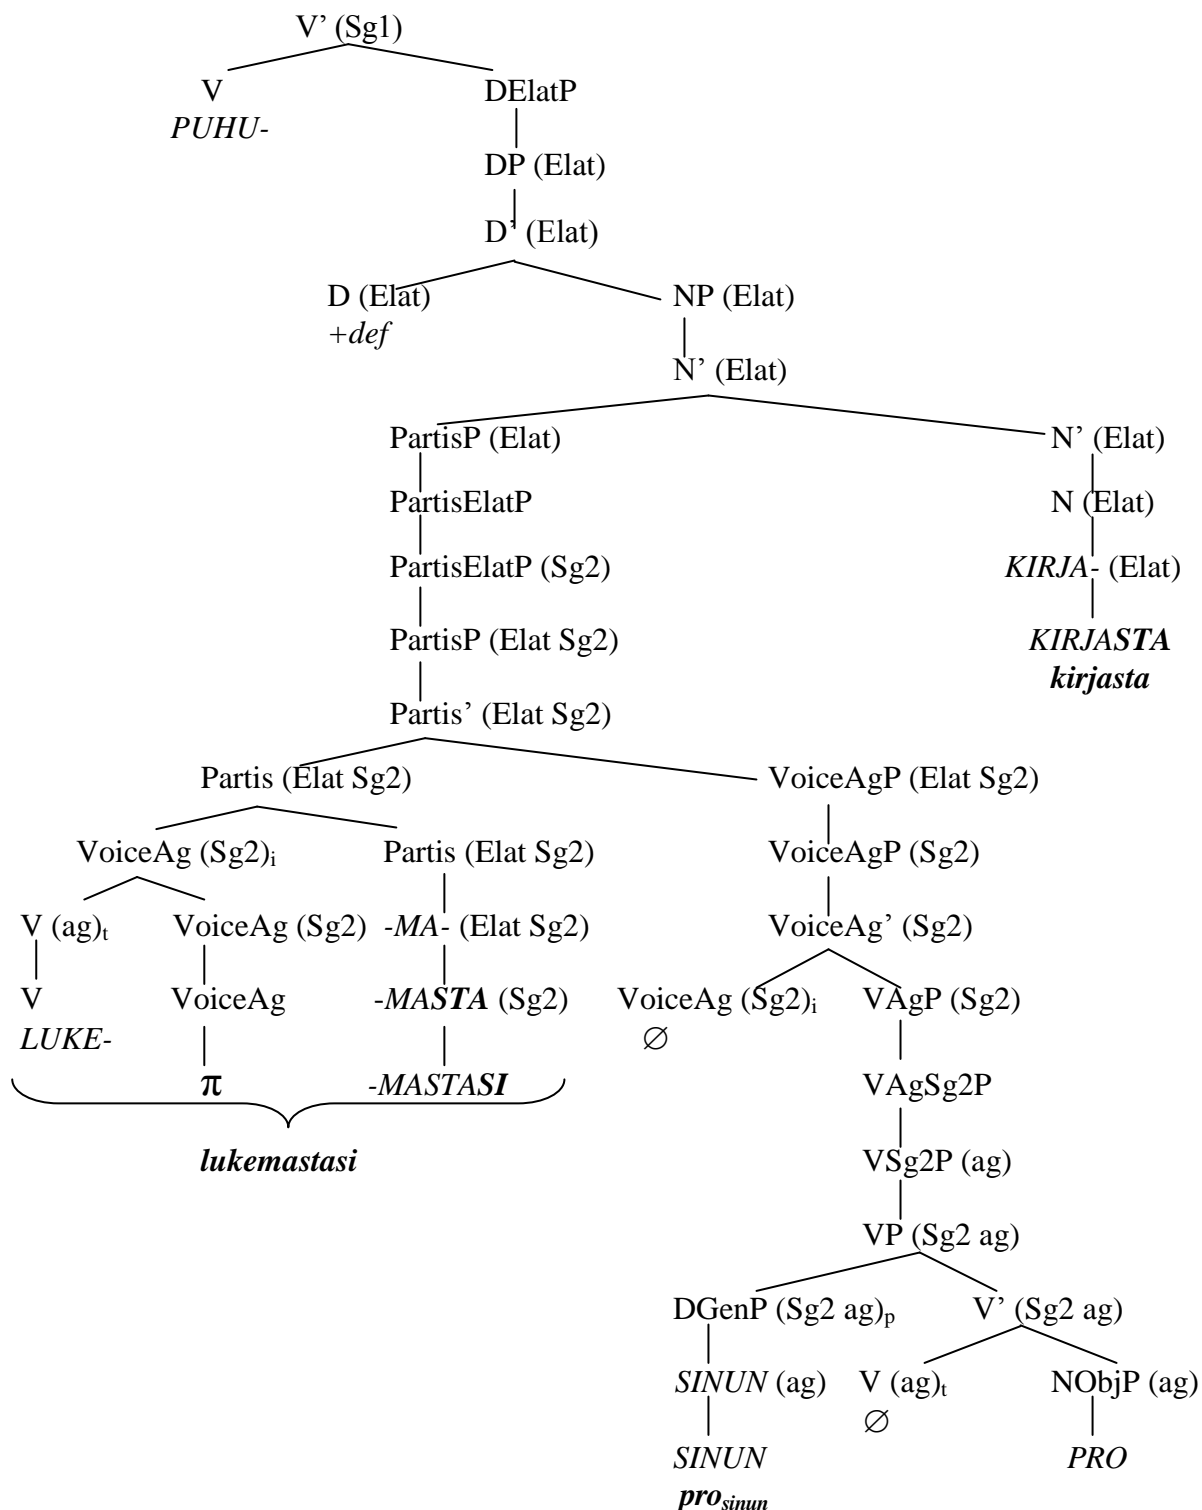 V’ (Sg1)
V DElatP
PUHU-
DP (Elat)
D’ (Elat)
D (Elat) NP (Elat)
+def
N’ (Elat)
PartisP (Elat) N’ (Elat)
PartisElatP N (Elat)
PartisElatP (Sg2) KIRJA- (Elat)
PartisP (Elat Sg2) KIRJASTA
kirjasta
Partis’ (Elat Sg2)
Partis (Elat Sg2) VoiceAgP (Elat Sg2)
VoiceAg (Sg2)i Partis (Elat Sg2) VoiceAgP (Sg2)
V (ag)t VoiceAg (Sg2) -MA- (Elat Sg2) VoiceAg’ (Sg2)
V VoiceAg -MASTA (Sg2) VoiceAg (Sg2)i VAgP (Sg2)
LUKE- ∅
π -MASTASI VAgSg2P
lukemastasi VSg2P (ag)
VP (Sg2 ag)
DGenP (Sg2 ag)p V’ (Sg2 ag)
SINUN (ag) V (ag)t NObjP (ag)
∅
SINUN PRO
prosinun